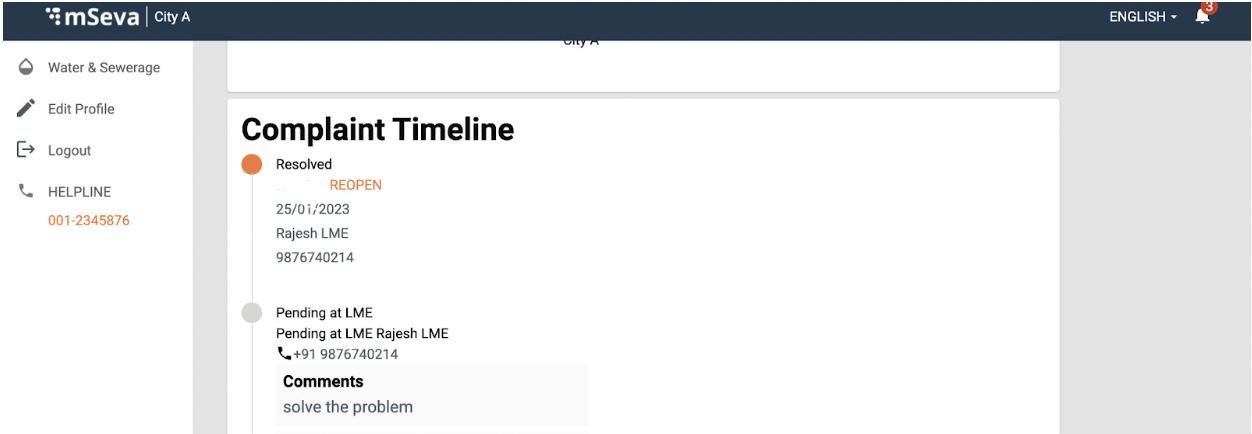 mSeva City A
ENGLISH
3
City A
Water & Sewerage
Edit Profile
Logout
HELPLINE
001-2345876
Complaint Timeline
Resolved
REOPEN
25/01/2023
Rajesh LME
9876740214
Pending at LME
Pending at LME Rajesh LME
+91 9876740214
Comments
solve the problem